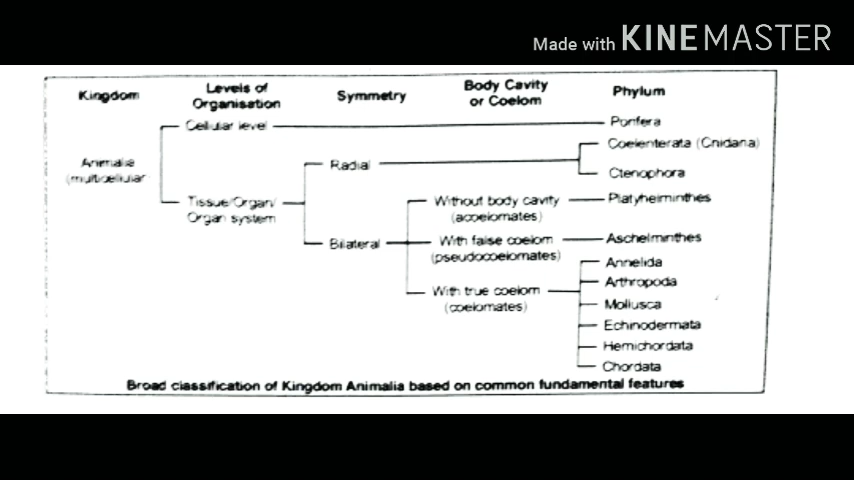 Made with KINEMASTER
Kingdom
Levels of
Organisation
Symmetry
Body Cavity
or Coelom
Phylum
Cellular level
Porifera
Animalia
(multicellular
Tissue/Organ/
Organ system
Radial
Coelenterata (Cnidaria)
Ctenophora
Bilateral
Without body cavity
(acoelomates)
Platyhelminthes
With false coelom
(pseudocoelomates)
Aschelminthes
With true coelom
(coelomates)
Annelida
Arthropoda
Mollusca
Echinodermata
Hemichordata
Chordata
Broad classification of Kingdom Animalia based on common fundamental features